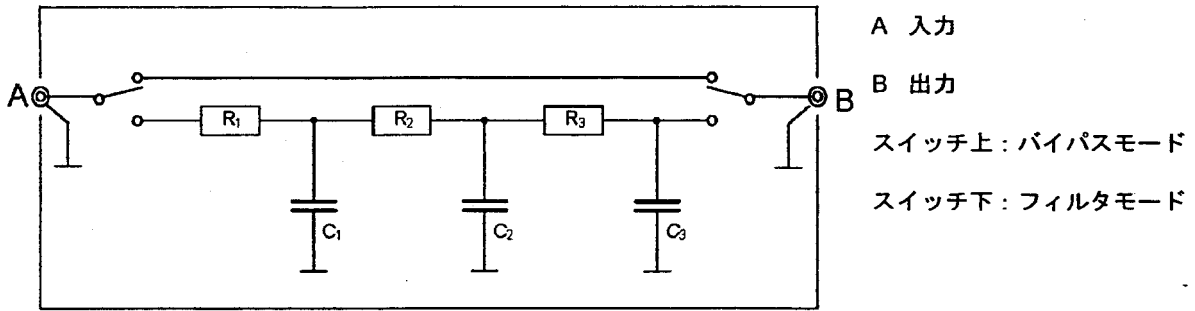 A 入力
A
B
B 出力
R₁
R₂
R₃
スイッチ上：バイパスモード
スイッチ下：フィルタモード
C₁
C₂
C₃